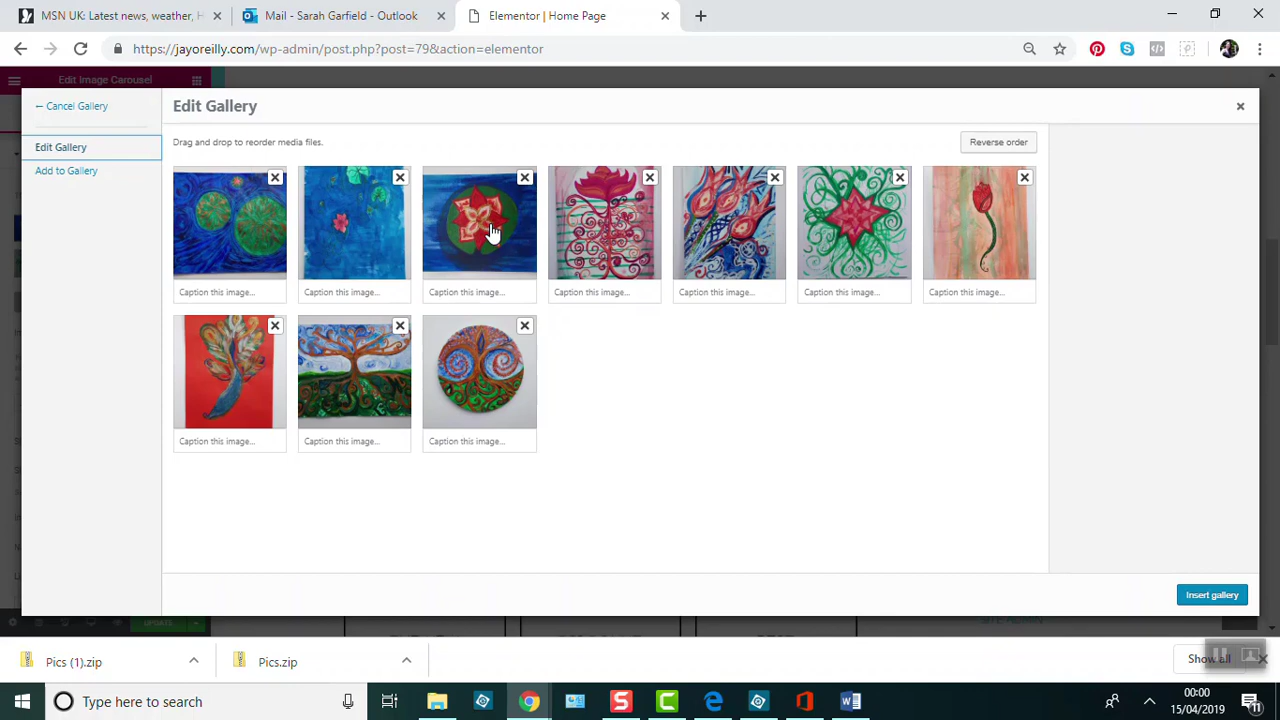 MSN UK: Latest news, weather, H
Mail - Sarah Garfield - Outlook
Elementor | Home Page
https://jayoreilly.com/wp-admin/post.php?post=79&action=elementor
Edit Image Carousel
← Cancel Gallery
Edit Gallery
Add to Gallery
Edit Gallery
Drag and drop to reorder media files.
Reverse order
Caption this image...
Caption this image...
Caption this image...
Caption this image...
Caption this image...
Caption this image...
Caption this image...
Caption this image...
Caption this image...
Caption this image...
Insert gallery
UPDATE
SITE ADMIN
Pics (1).zip
Pics.zip
Show all
Type here to search
00:00
15/04/2019
11